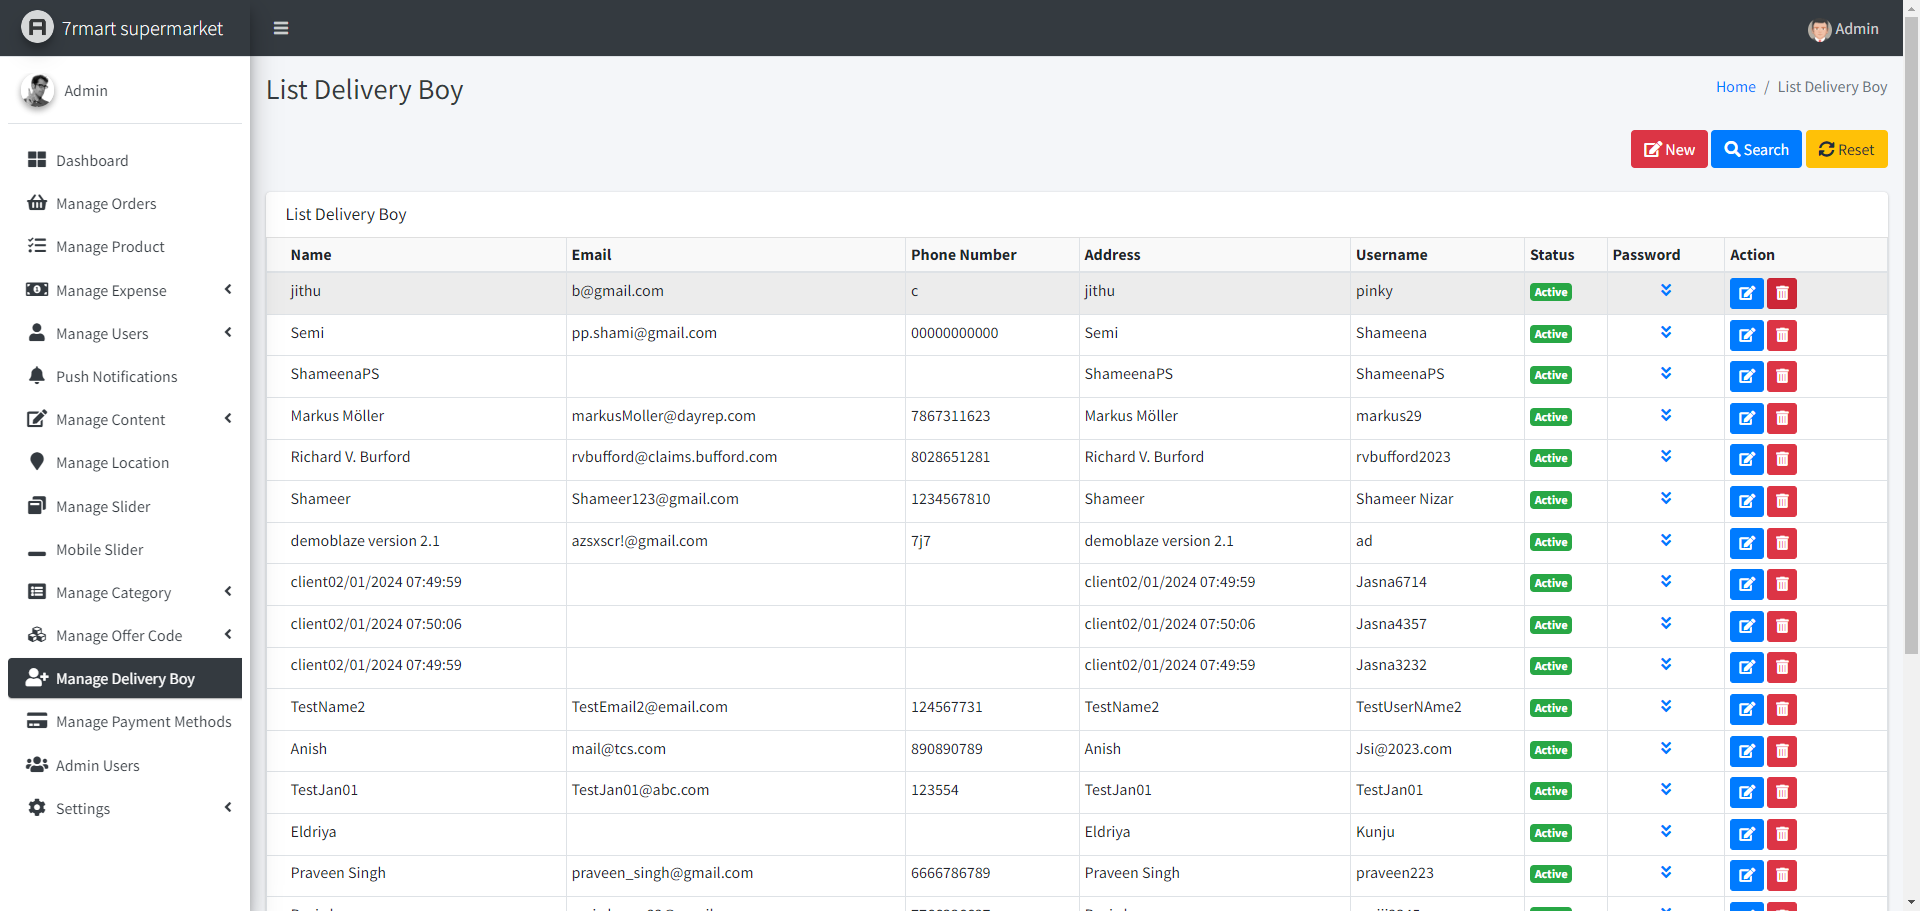 7rmart supermarket
Admin
Admin
Dashboard
Manage Orders
Manage Product
Manage Expense
Manage Users
Push Notifications
Manage Content
Manage Location
Manage Slider
Mobile Slider
Manage Category
Manage Offer Code
Manage Delivery Boy
Manage Payment Methods
Admin Users
Settings
List Delivery Boy
Home / List Delivery Boy
New Search Reset
List Delivery Boy
Name Email Phone Number Address Username Status Password Action
jithu b@gmail.com c jithu pinky Active
Semi pp.shami@gmail.com 00000000000 Semi Shameena Active
ShameenaPS ShameenaPS ShameenaPS Active
Markus Möller markusMoller@dayrep.com 7867311623 Markus Möller markus29 Active
Richard V. Burford rvbufford@claims.bufford.com 8028651281 Richard V. Burford rvbufford2023 Active
Shameer Shameer123@gmail.com 1234567810 Shameer Shameer Nizar Active
demoblaze version 2.1 azsxscr!@gmail.com 7j7 demoblaze version 2.1 ad Active
client02/01/2024 07:49:59 client02/01/2024 07:49:59 Jasna6714 Active
client02/01/2024 07:50:06 client02/01/2024 07:50:06 Jasna4357 Active
client02/01/2024 07:49:59 client02/01/2024 07:49:59 Jasna3232 Active
TestName2 TestEmail2@email.com 124567731 TestName2 TestUserNAme2 Active
Anish mail@tcs.com 890890789 Anish Jsi@2023.com Active
TestJan01 TestJan01@abc.com 123554 TestJan01 TestJan01 Active
Eldriya Eldriya Kunju Active
Praveen Singh praveen_singh@gmail.com 6666786789 Praveen Singh praveen223 Active